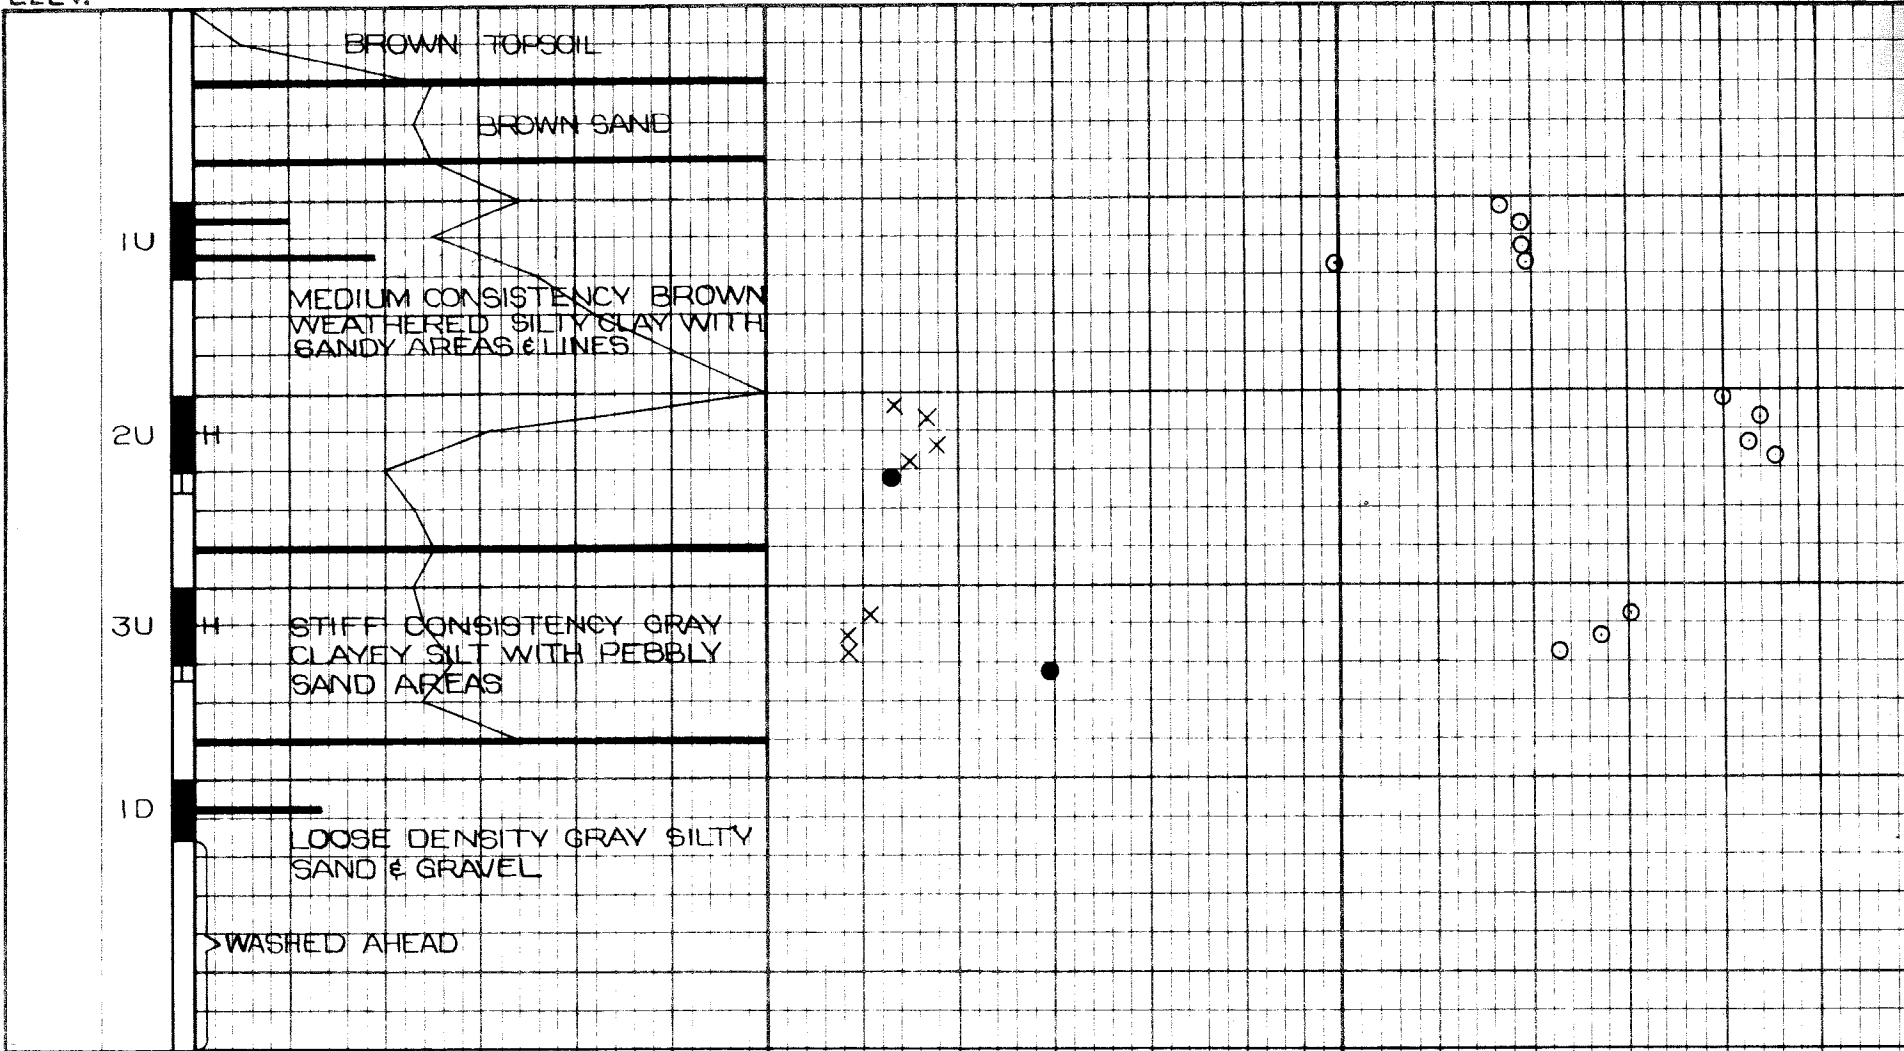 ELEV.
BROWN TOPSOIL
BROWN SAND
1U
MEDIUM CONSISTENCY BROWN
WEATHERED SILTY CLAY WITH
SANDY AREAS & LINES
2U H
3U H
STIFF CONSISTENCY GRAY
CLAYEY SILT WITH PEBBLY
SAND AREAS
1D
LOOSE DENSITY GRAY SILTY
SAND & GRAVEL
WASHED AHEAD